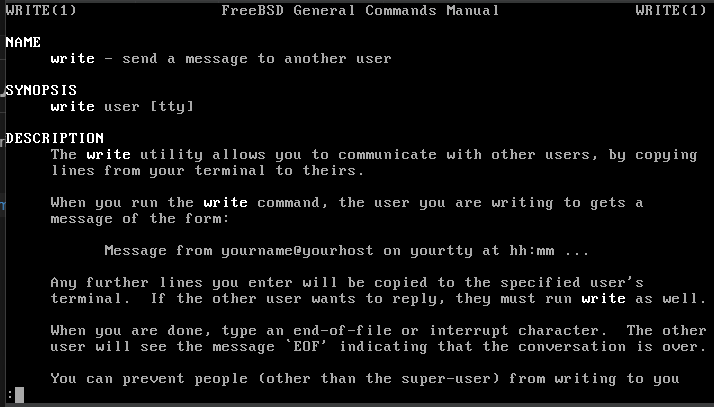 WRITE(1) FreeBSD General Commands Manual WRITE(1)
NAME
write – send a message to another user
SYNOPSIS
write user [tty]
DESCRIPTION
The write utility allows you to communicate with other users, by copying
lines from your terminal to theirs.
When you run the write command, the user you are writing to gets a
message of the form:
Message from yourname@yourhost on yourtty at hh:mm ...
Any further lines you enter will be copied to the specified user's
terminal.  If the other user wants to reply, they must run write as well.
When you are done, type an end-of-file or interrupt character.  The other
user will see the message `EOF' indicating that the conversation is over.
You can prevent people (other than the super-user) from writing to you
: